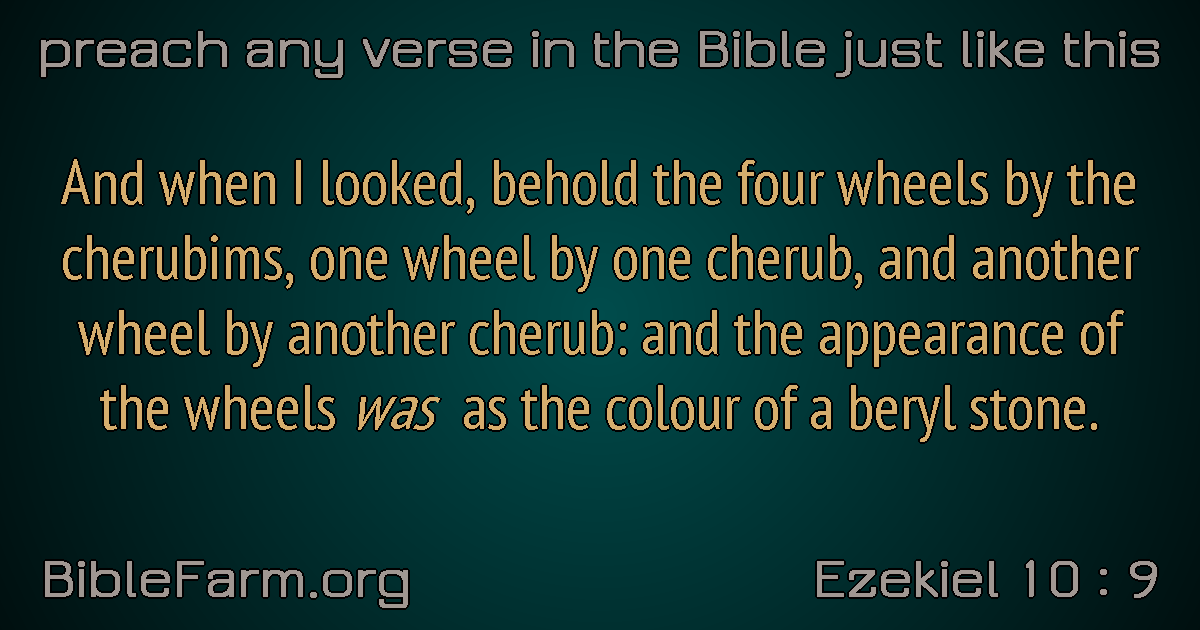 preach any verse in the Bible just like this
And when I looked, behold the four wheels by the
cherubims, one wheel by one cherub, and another
wheel by another cherub: and the appearance of
the wheels was as the colour of a beryl stone.
BibleFarm.org
Ezekiel 10 : 9